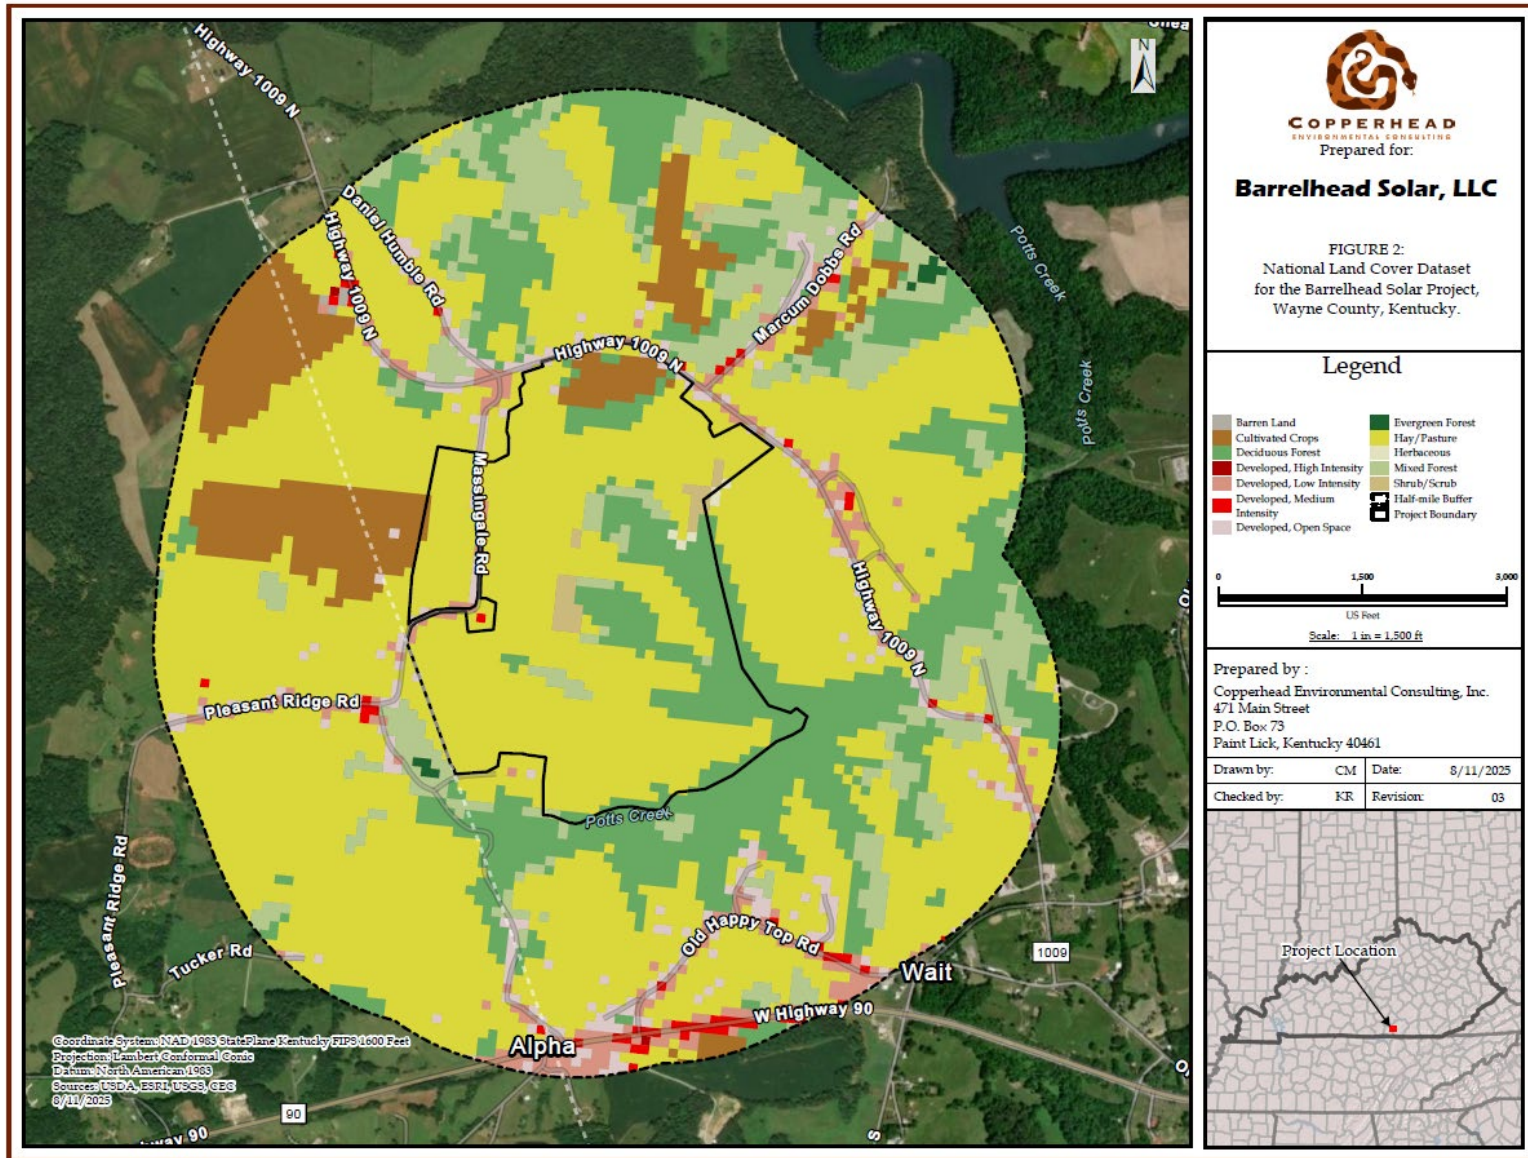 Highway 1009 N
N
Daniel Humble Rd
Highway 1009 N
Marcum Dobbs Rd
Potts Creek
Highway 1009 N
Potts Creek
Massingale Rd
Highway 1009 N
Pleasant Ridge Rd
Potts Creek
Pleasant Ridge Rd
Tucker Rd
Old Happy Top Rd
Wait
1009
W Highway 90
Alpha
90
Coordinate System: NAD 1983 StatePlane Kentucky FIPS 1600 Feet
Projection: Lambert Conformal Conic
Datum: North American 1983
Sources: USDA, ESRI, USGS, CEC
8/11/2025
COPPERHEAD
ENVIRONMENTAL CONSULTING
Prepared for:
Barrelhead Solar, LLC
FIGURE 2:
National Land Cover Dataset
for the Barrelhead Solar Project,
Wayne County, Kentucky.
Legend
Barren Land
Cultivated Crops
Deciduous Forest
Developed, High Intensity
Developed, Low Intensity
Developed, Medium
Intensity
Developed, Open Space
Evergreen Forest
Hay/Pasture
Herbaceous
Mixed Forest
Shrub/Scrub
Half-mile Buffer
Project Boundary
0 1,500 3,000
US Feet
Scale: 1 in = 1,500 ft
Prepared by :
Copperhead Environmental Consulting, Inc.
471 Main Street
P.O. Box 73
Paint Lick, Kentucky 40461
Drawn by: CM Date: 8/11/2025
Checked by: KR Revision: 03
Project Location